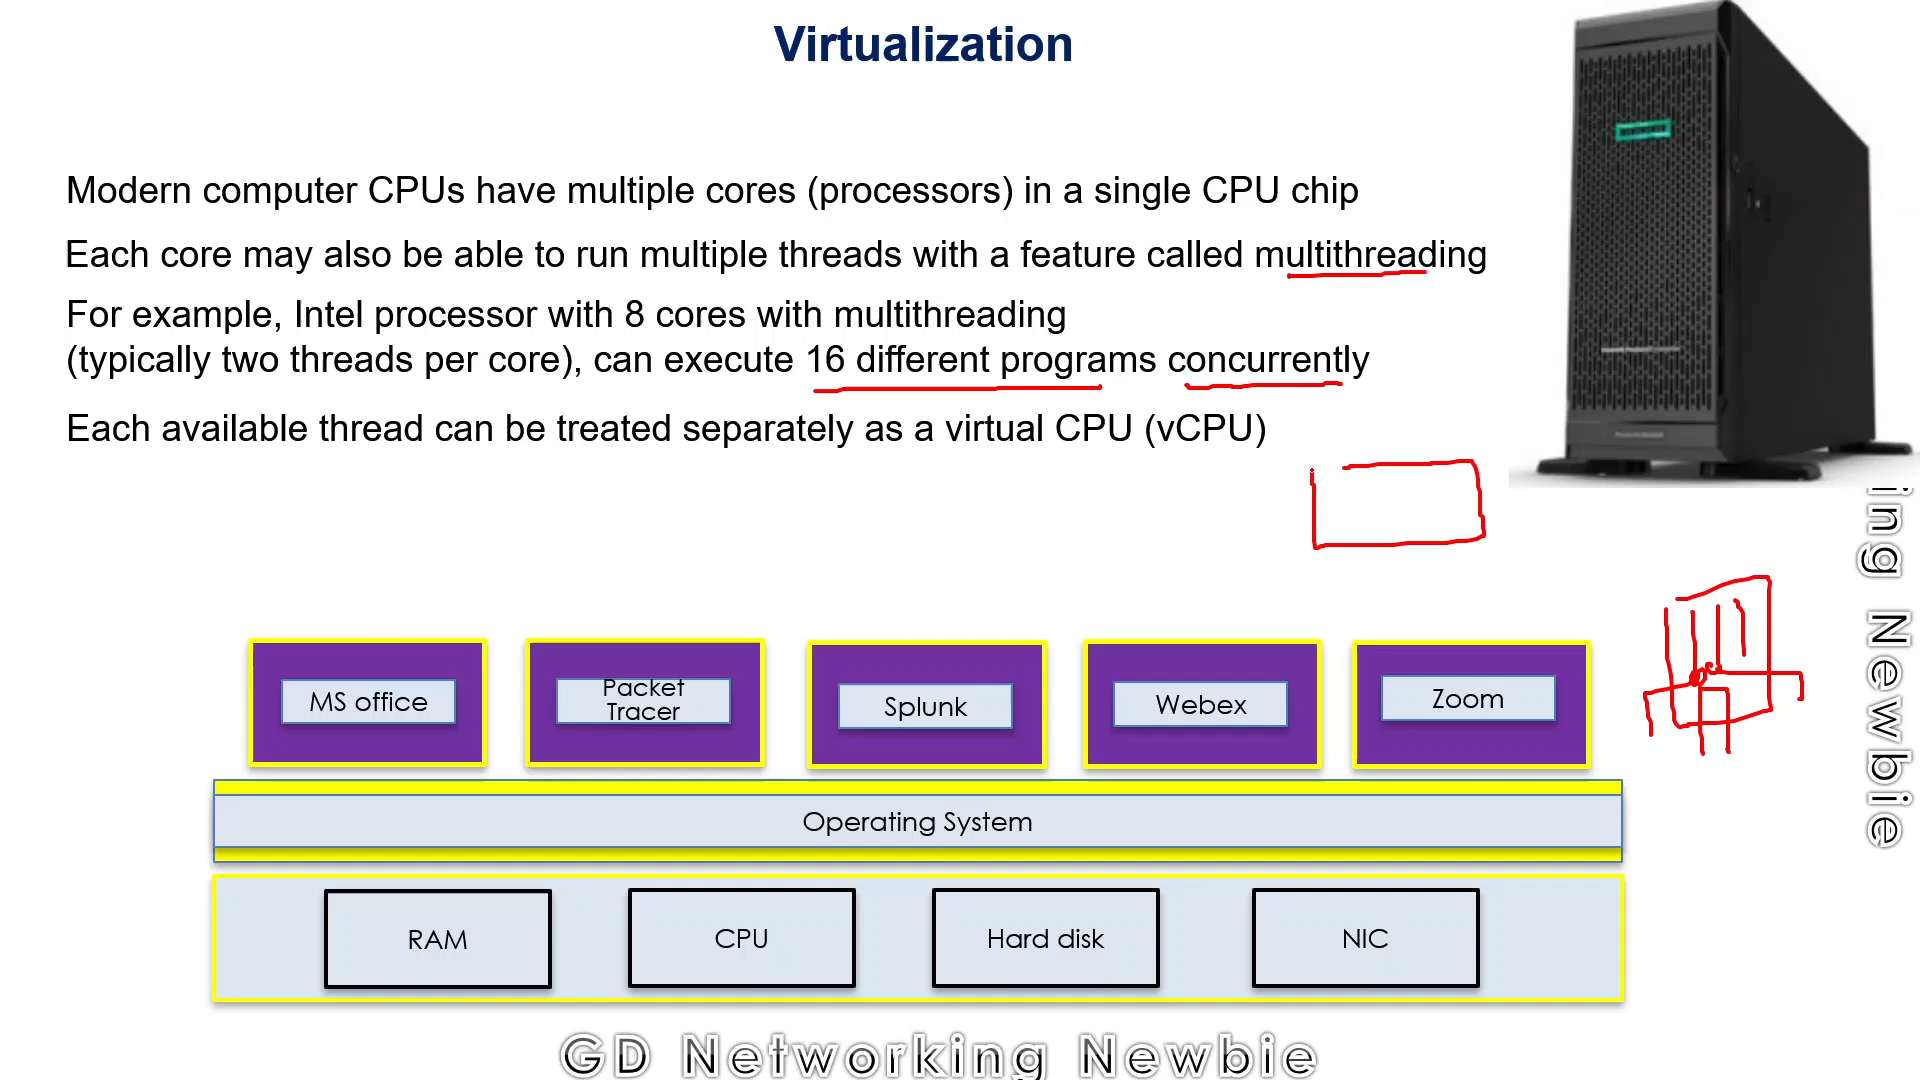 Virtualization
Modern computer CPUs have multiple cores (processors) in a single CPU chip
Each core may also be able to run multiple threads with a feature called multithreading
For example, Intel processor with 8 cores with multithreading
(typically two threads per core), can execute 16 different programs concurrently
Each available thread can be treated separately as a virtual CPU (vCPU)
MS office
Packet
Tracer
Splunk
Webex
Zoom
Operating System
RAM
CPU
Hard disk
NIC
ing Newbie
GD Networking Newbie